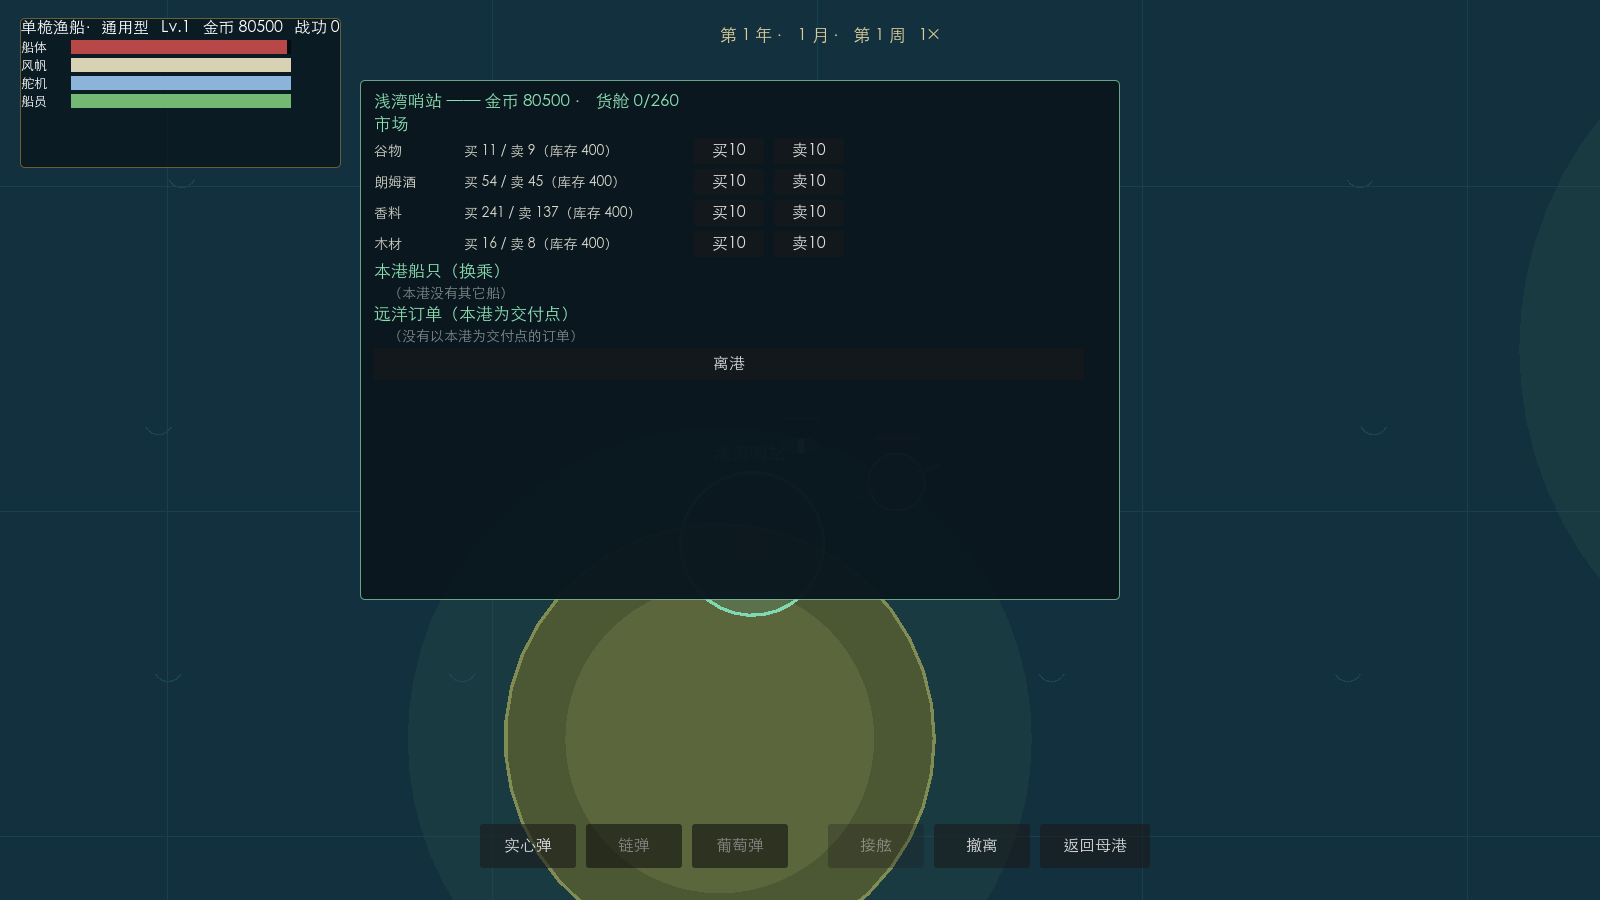 单桅渔船· 通用型 Lv.1 金币 80500 战功 0
船体
风帆
舵机
船员
第 1 年· 1 月· 第 1 周 1×
浅湾哨站 —— 金币 80500 · 货舱 0/260
市场
谷物 买 11 / 卖 9（库存 400） 买10 卖10
朗姆酒 买 54 / 卖 45（库存 400） 买10 卖10
香料 买 241 / 卖 137（库存 400） 买10 卖10
木材 买 16 / 卖 8（库存 400） 买10 卖10
本港船只（换乘）
（本港没有其它船）
远洋订单（本港为交付点）
（没有以本港为交付点的订单）
离港
实心弹 链弹 葡萄弹 接舷 撤离 返回母港